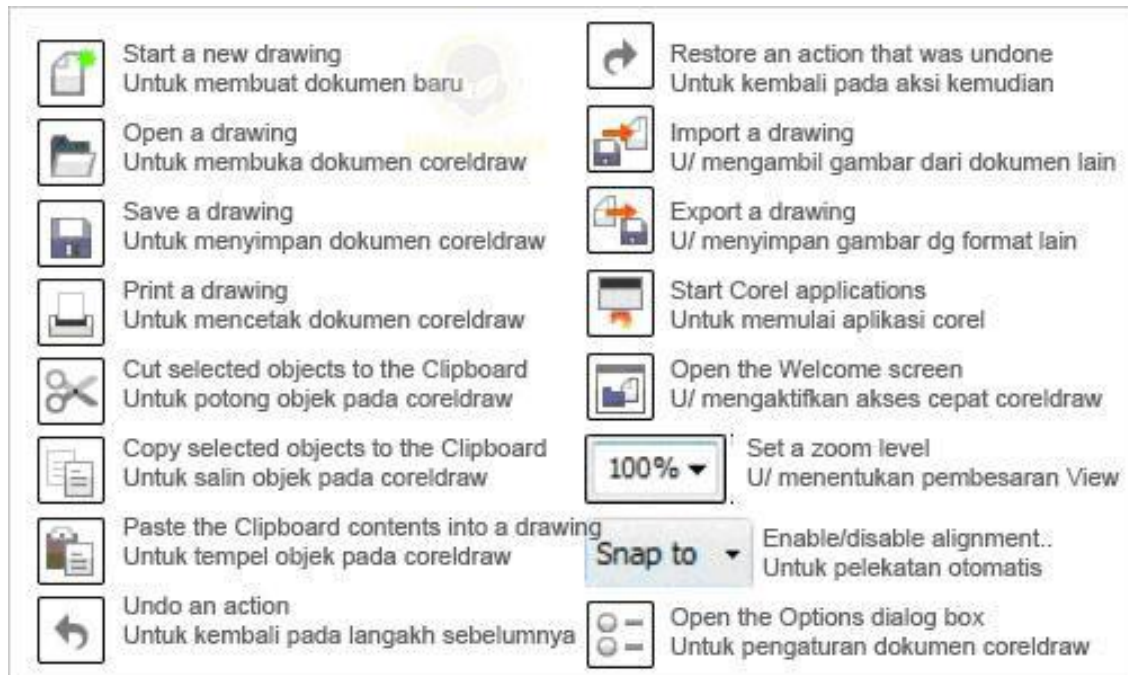 Start a new drawing
Untuk membuat dokumen baru
Open a drawing
Untuk membuka dokumen coreldraw
Save a drawing
Untuk menyimpan dokumen coreldraw
Print a drawing
Untuk mencetak dokumen coreldraw
Cut selected objects to the Clipboard
Untuk potong objek pada coreldraw
Copy selected objects to the Clipboard
Untuk salin objek pada coreldraw
Paste the Clipboard contents into a drawing
Untuk tempel objek pada coreldraw
Undo an action
Untuk kembali pada langakh sebelumnya
Restore an action that was undone
Untuk kembali pada aksi kemudian
Import a drawing
U/ mengambil gambar dari dokumen lain
Export a drawing
U/ menyimpan gambar dg format lain
Start Corel applications
Untuk memulai aplikasi corel
Open the Welcome screen
U/ mengaktifkan akses cepat coreldraw
100%
Set a zoom level
U/ menentukan pembesaran View
Snap to
Enable/disable alignment..
Untuk pelekatan otomatis
Open the Options dialog box
Untuk pengaturan dokumen coreldraw